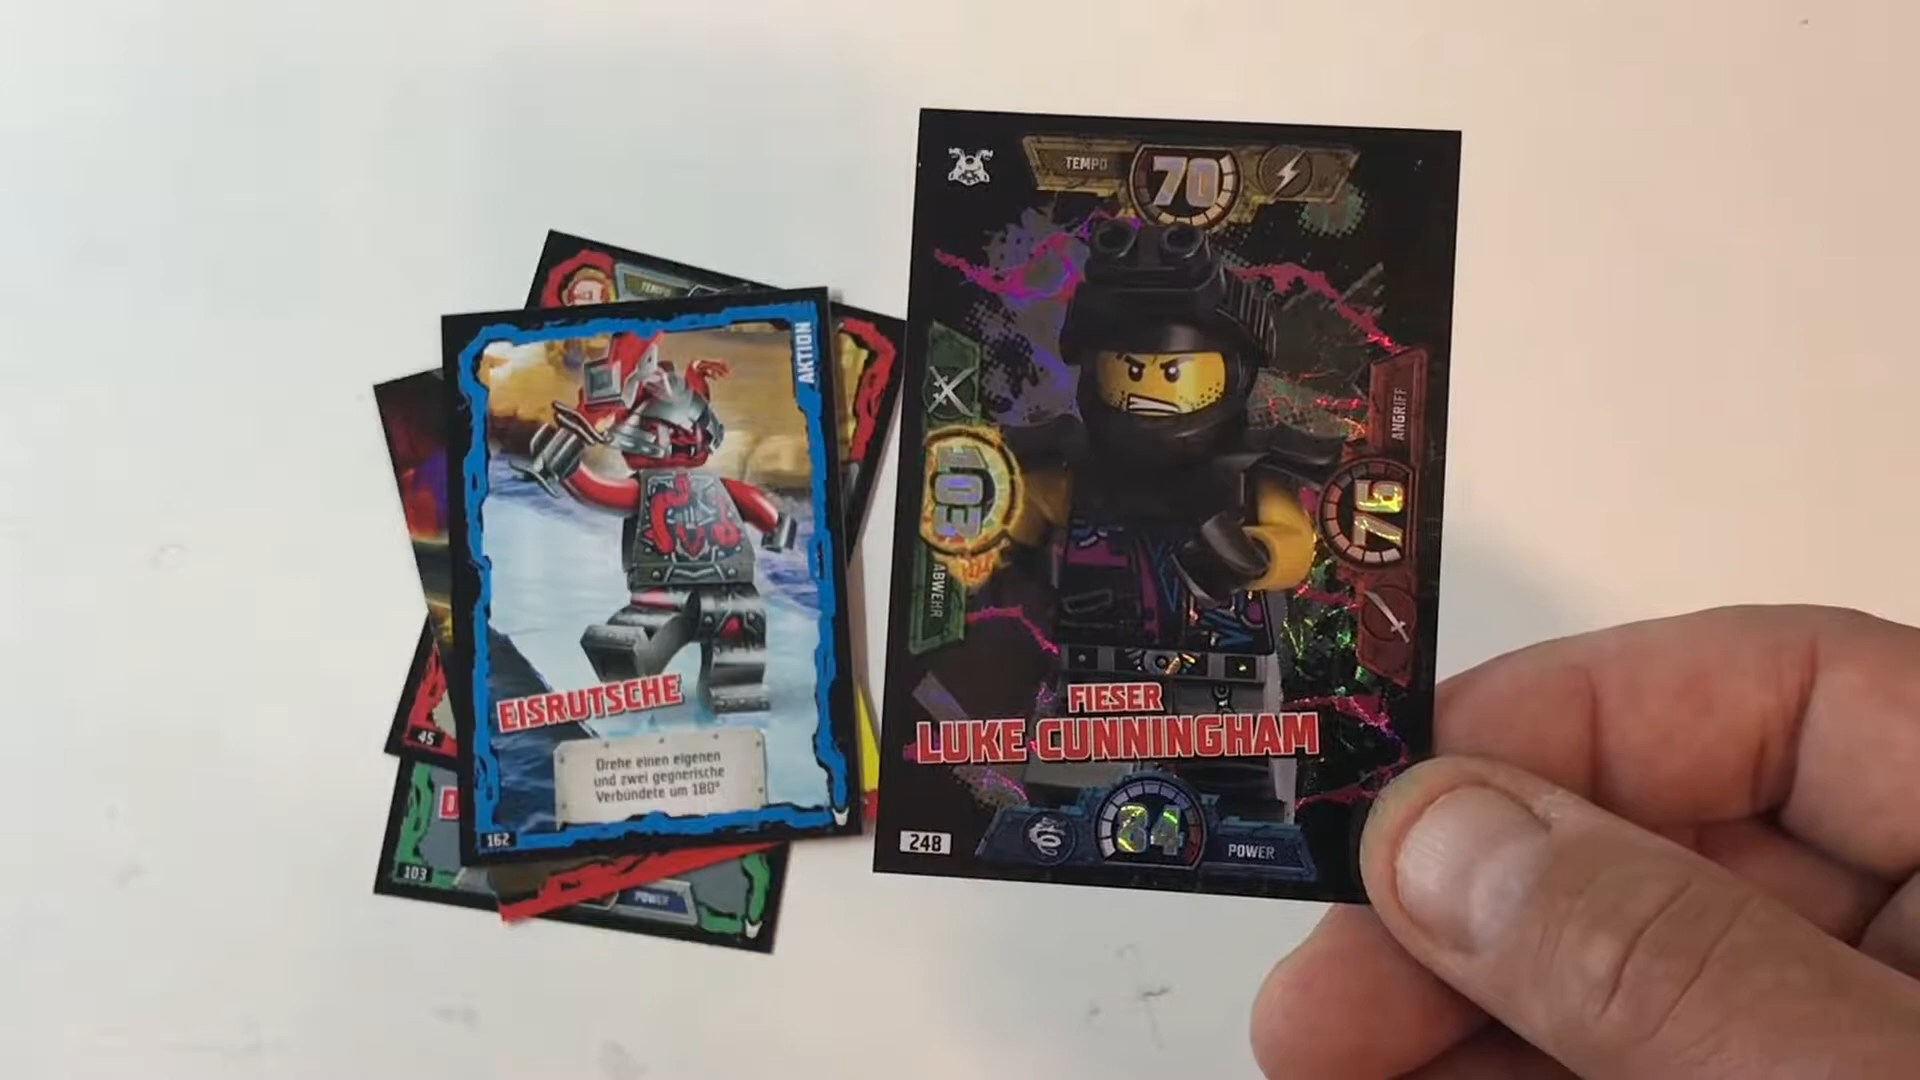 TEMPO
AKTION
EISRUTSCHE
Drehe einen eigenen
und zwei gegnerische
Verbündete um 180°
162
45
103
POWER
TEMPO
70
103
ABWEHR
ANGRIFF
75
FIESER
LUKE CUNNINGHAM
84
POWER
248